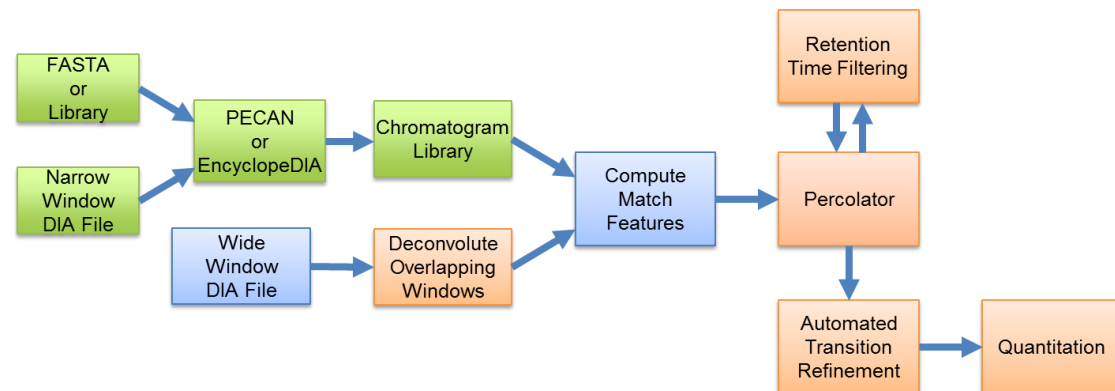 FASTA
or
Library
Narrow
Window
DIA File
PECAN
or
EncyclopeDIA
Chromatogram
Library
Wide
Window
DIA File
Deconvolute
Overlapping
Windows
Compute
Match
Features
Retention
Time Filtering
Percolator
Automated
Transition
Refinement
Quantitation